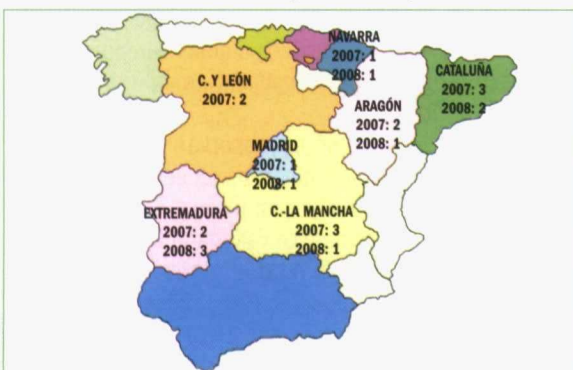 NAVARRA
2007: 1
2008: 1
C. Y LEÓN
2007: 2
CATALUÑA
2007: 3
2008: 2
ARAGÓN
2007: 2
2008: 1
MADRID
2007: 1
2008: 1
EXTREMADURA
2007: 2
2008: 3
C.-LA MANCHA
2007: 3
2008: 1